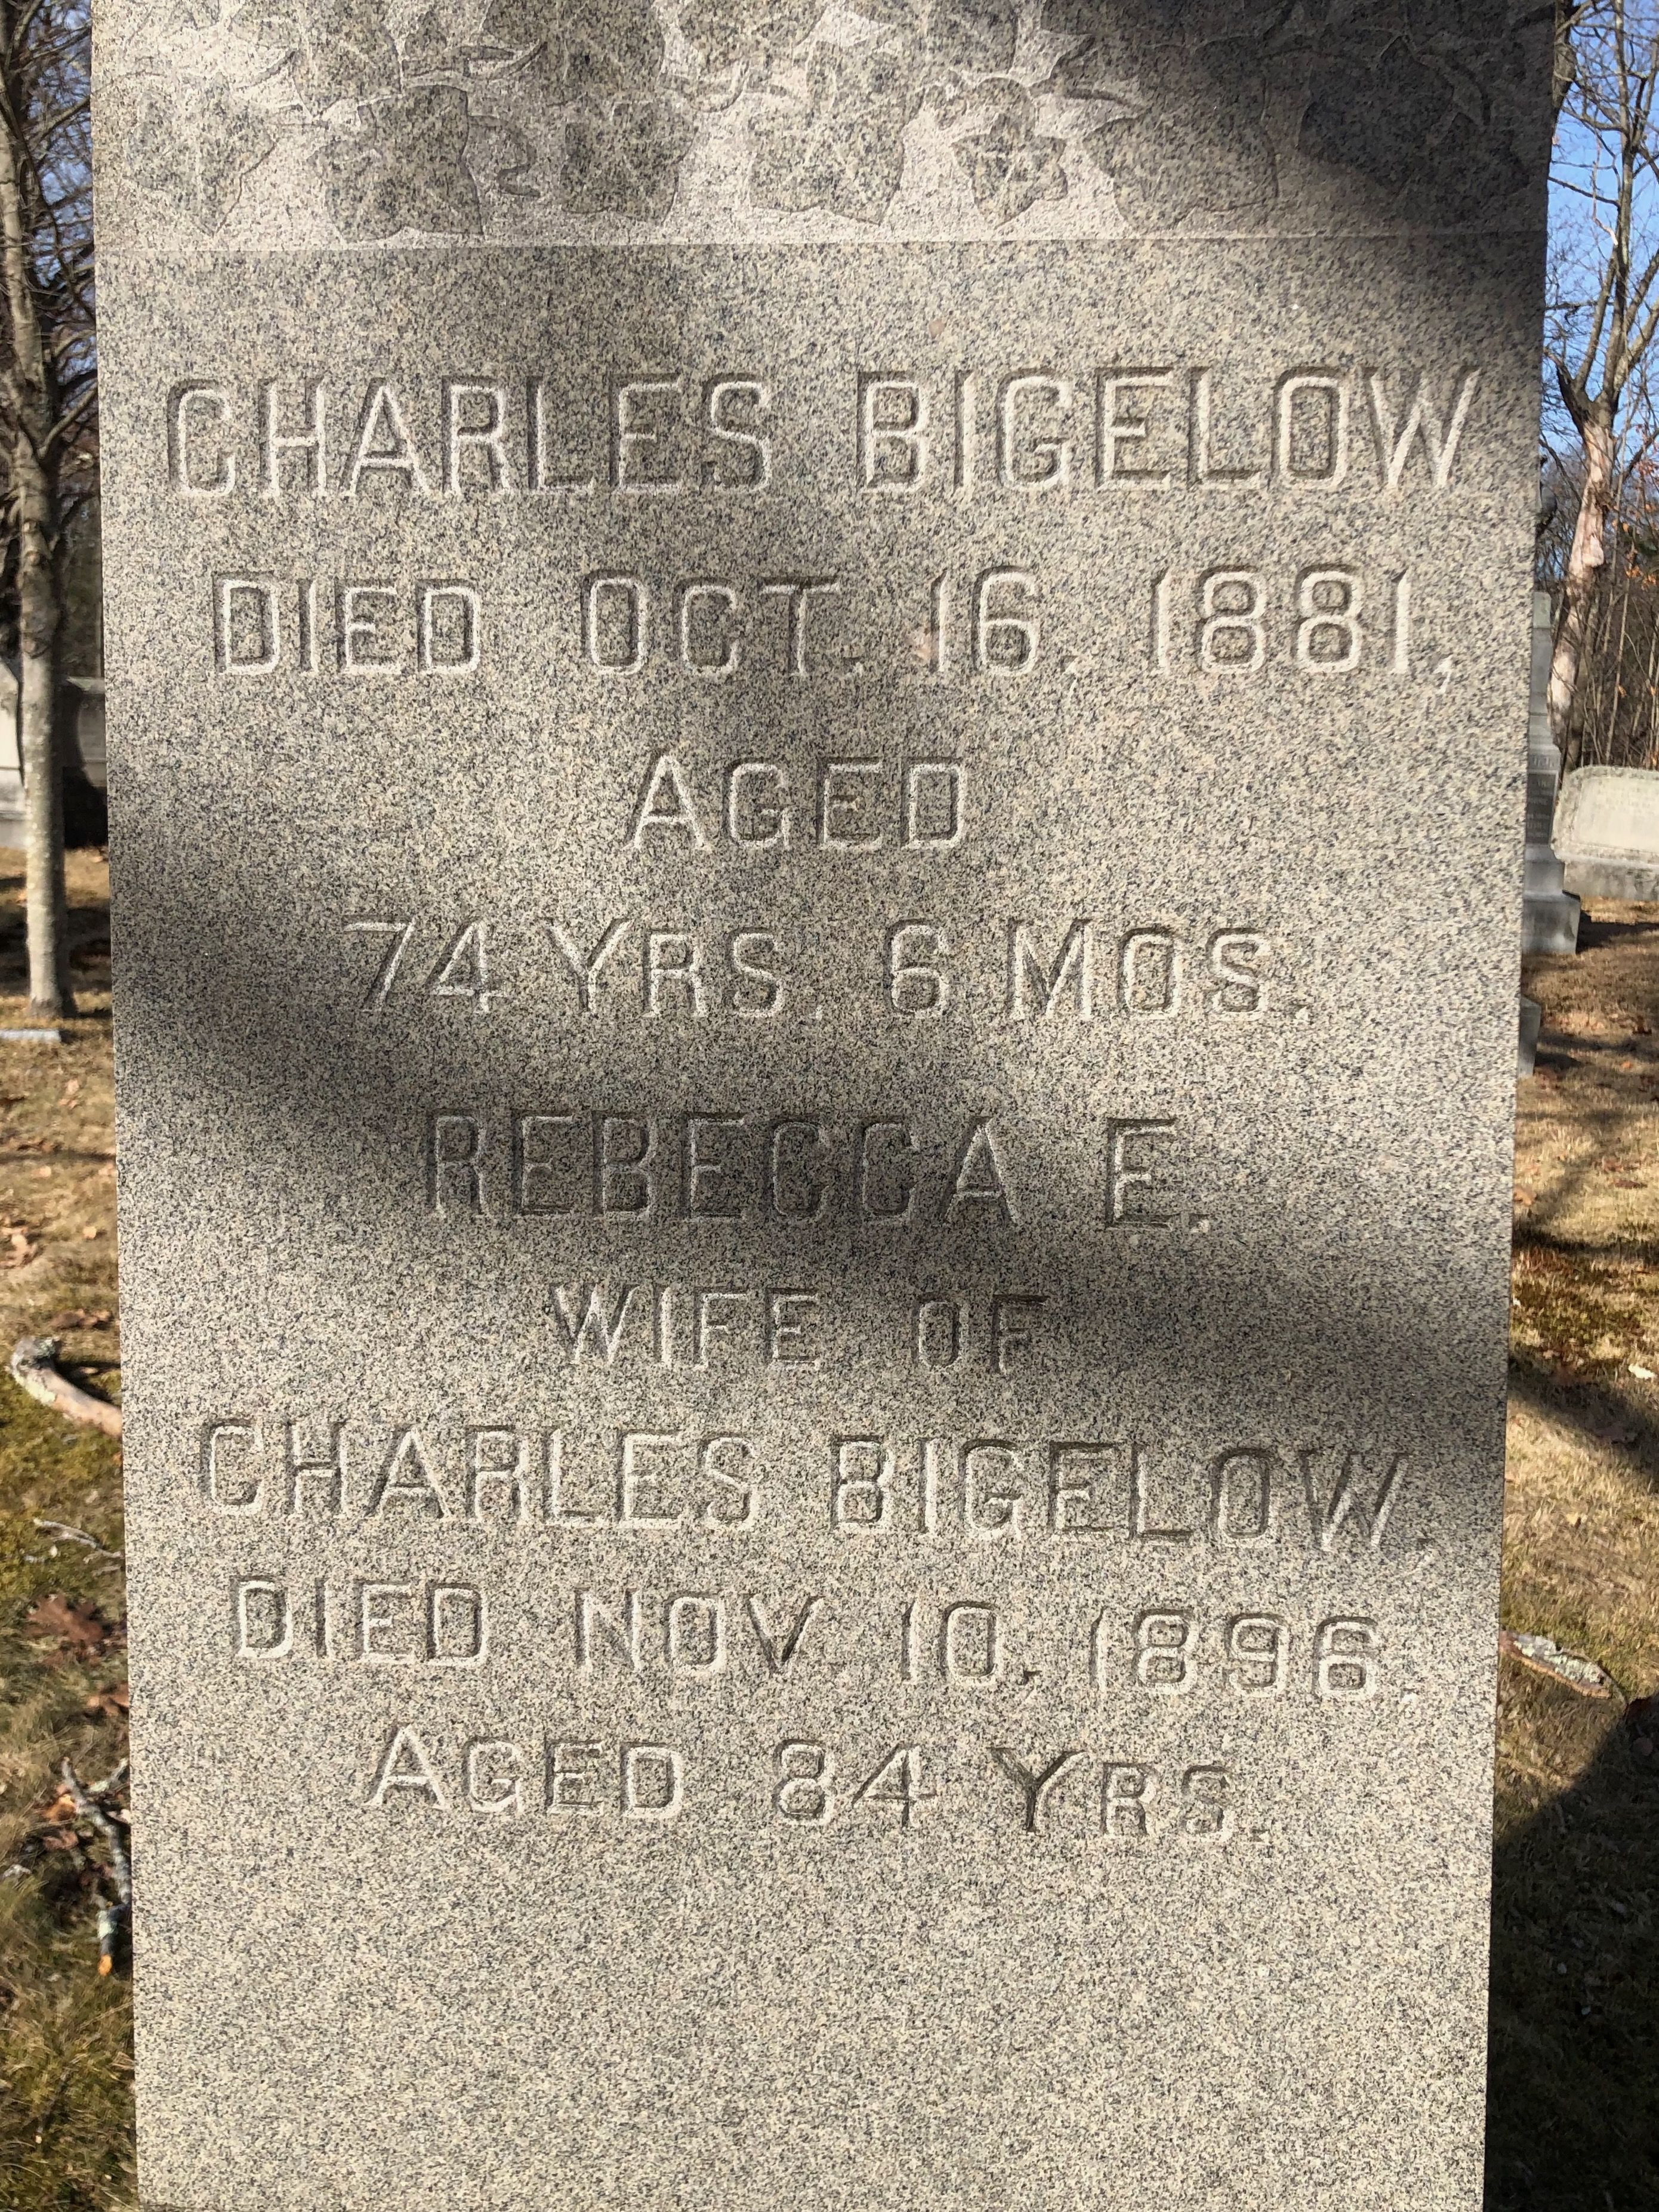 CHARLES BIGELOW
DIED OCT. 16, 1881,
AGED
74 YRS. 6 MOS.
REBECCA E.
WIFE OF
CHARLES BIGELOW,
DIED NOV. 10, 1896,
AGED 84 YRS.